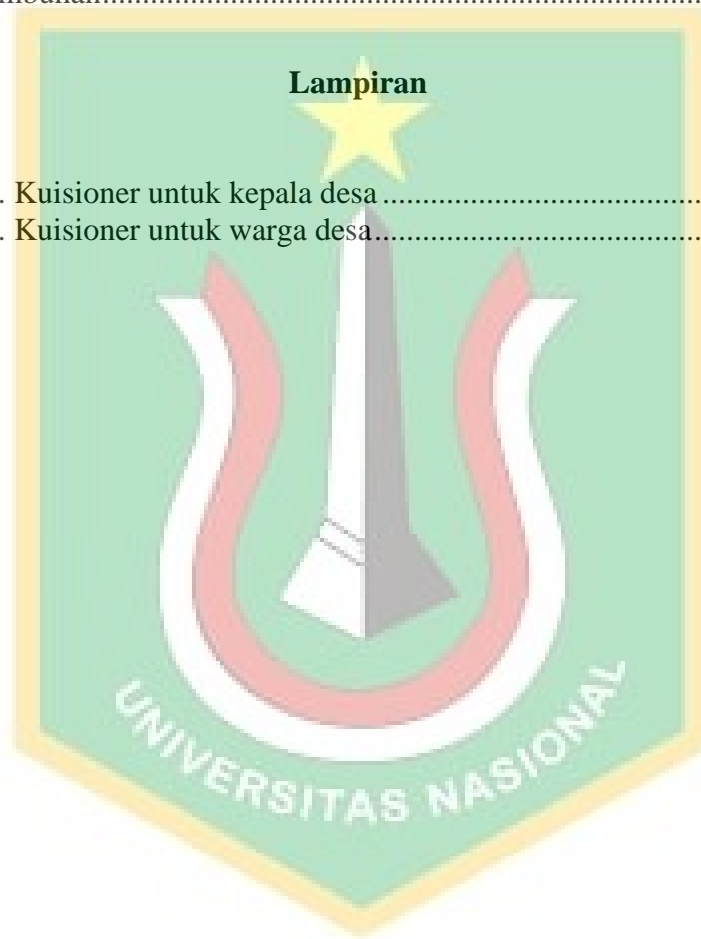 Lampiran
. Kuisioner untuk kepala desa ........................................
. Kuisioner untuk warga desa.........................................
UNIVERSITAS NASIONAL